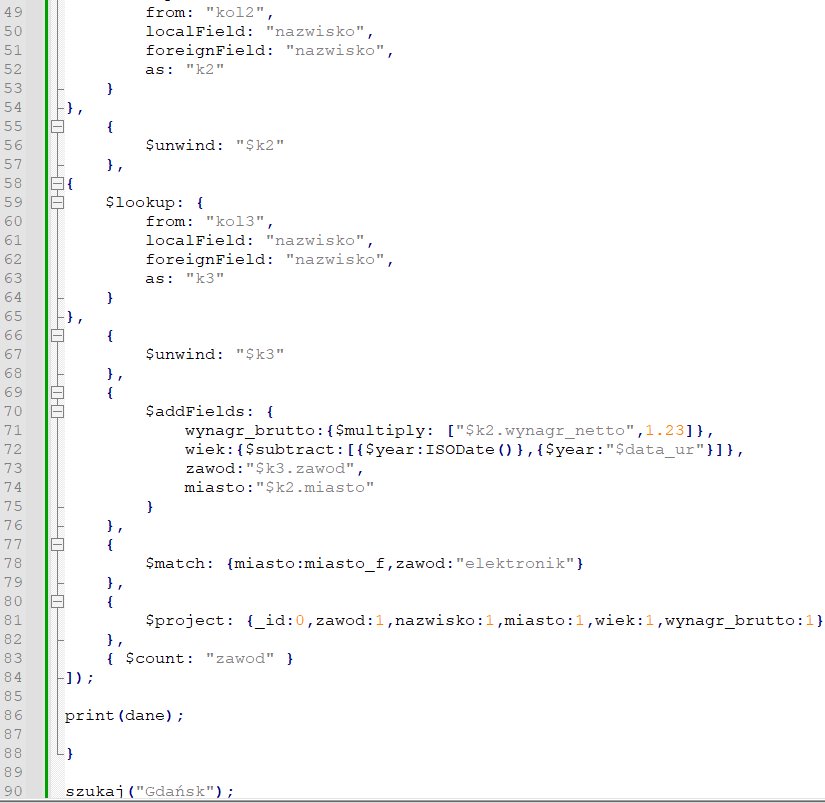 49 from: "kol2",
50 localField: "nazwisko",
51 foreignField: "nazwisko",
52 as: "k2"
53 }
54 },
55 {
56 $unwind: "$k2"
57 },
58 {
59 $lookup: {
60 from: "kol3",
61 localField: "nazwisko",
62 foreignField: "nazwisko",
63 as: "k3"
64 }
65 },
66 {
67 $unwind: "$k3"
68 },
69 {
70 $addFields: {
71 wynagr_brutto:{$multiply: ["$k2.wynagr_netto",1.23]},
72 wiek:{$subtract:[{$year:ISODate()},{$year:"$data_ur"}]},
73 zawod:"$k3.zawod",
74 miasto:"$k2.miasto"
75 }
76 },
77 {
78 $match: {miasto:miasto_f,zawod:"elektronik"}
79 },
80 {
81 $project: {_id:0,zawod:1,nazwisko:1,miasto:1,wiek:1,wynagr_brutto:1}
82 },
83 { $count: "zawod" }
84 ]);
85
86 print(dane);
87
88 }
89
90 szukaj("Gdańsk");